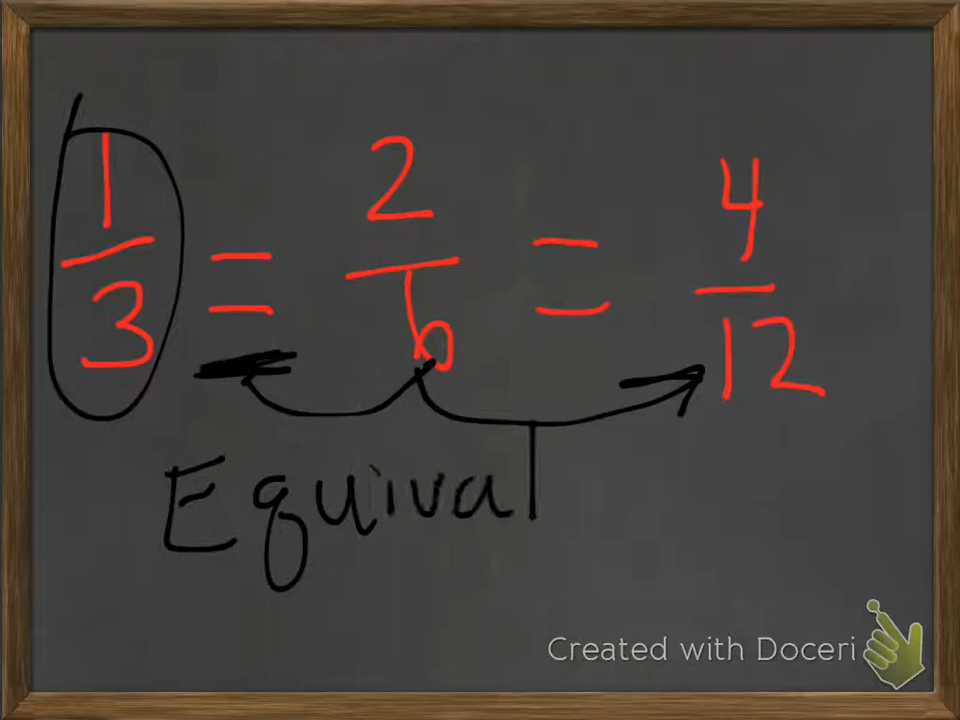 1/3 = 2/6 = 4/12
Equival
Created with Doceri